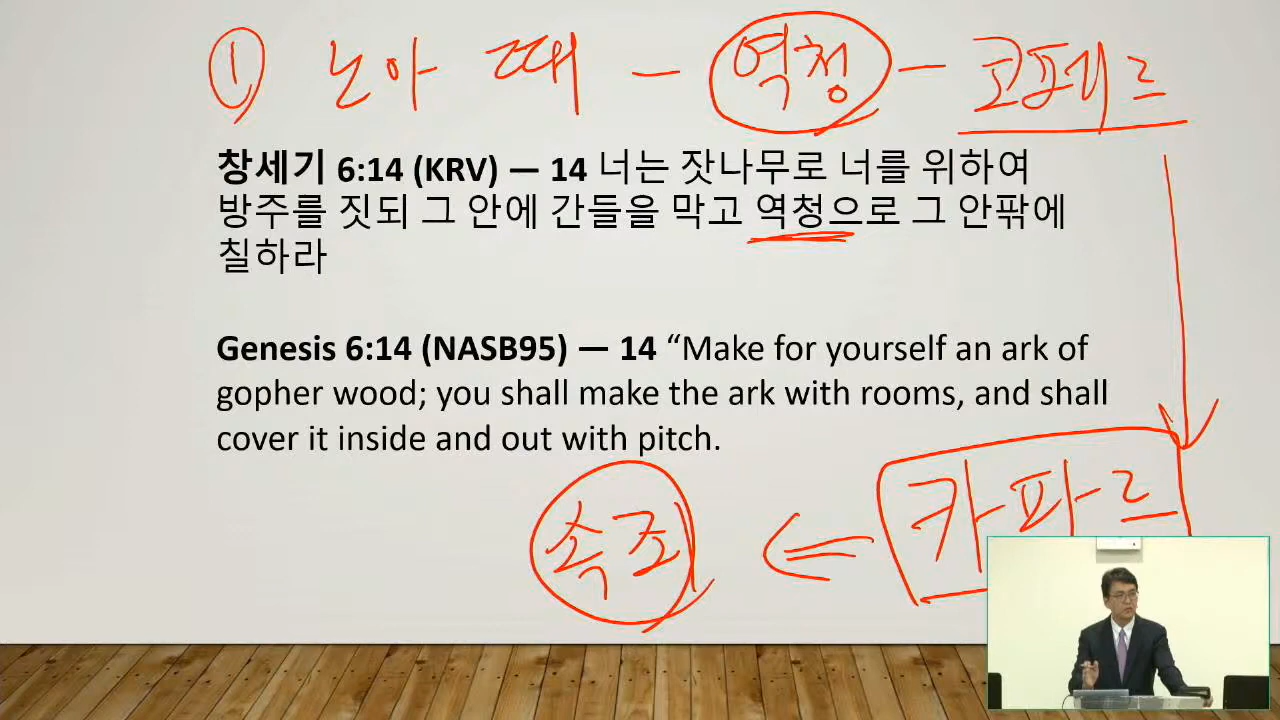 ① 노아 때 – 역청 – 코페르
창세기 6:14 (KRV) — 14 너는 잣나무로 너를 위하여
방주를 짓되 그 안에 간들을 막고 역청으로 그 안팎에
칠하라
Genesis 6:14 (NASB95) — 14 “Make for yourself an ark of
gopher wood; you shall make the ark with rooms, and shall
cover it inside and out with pitch.
속죄 ⇐ 카파르